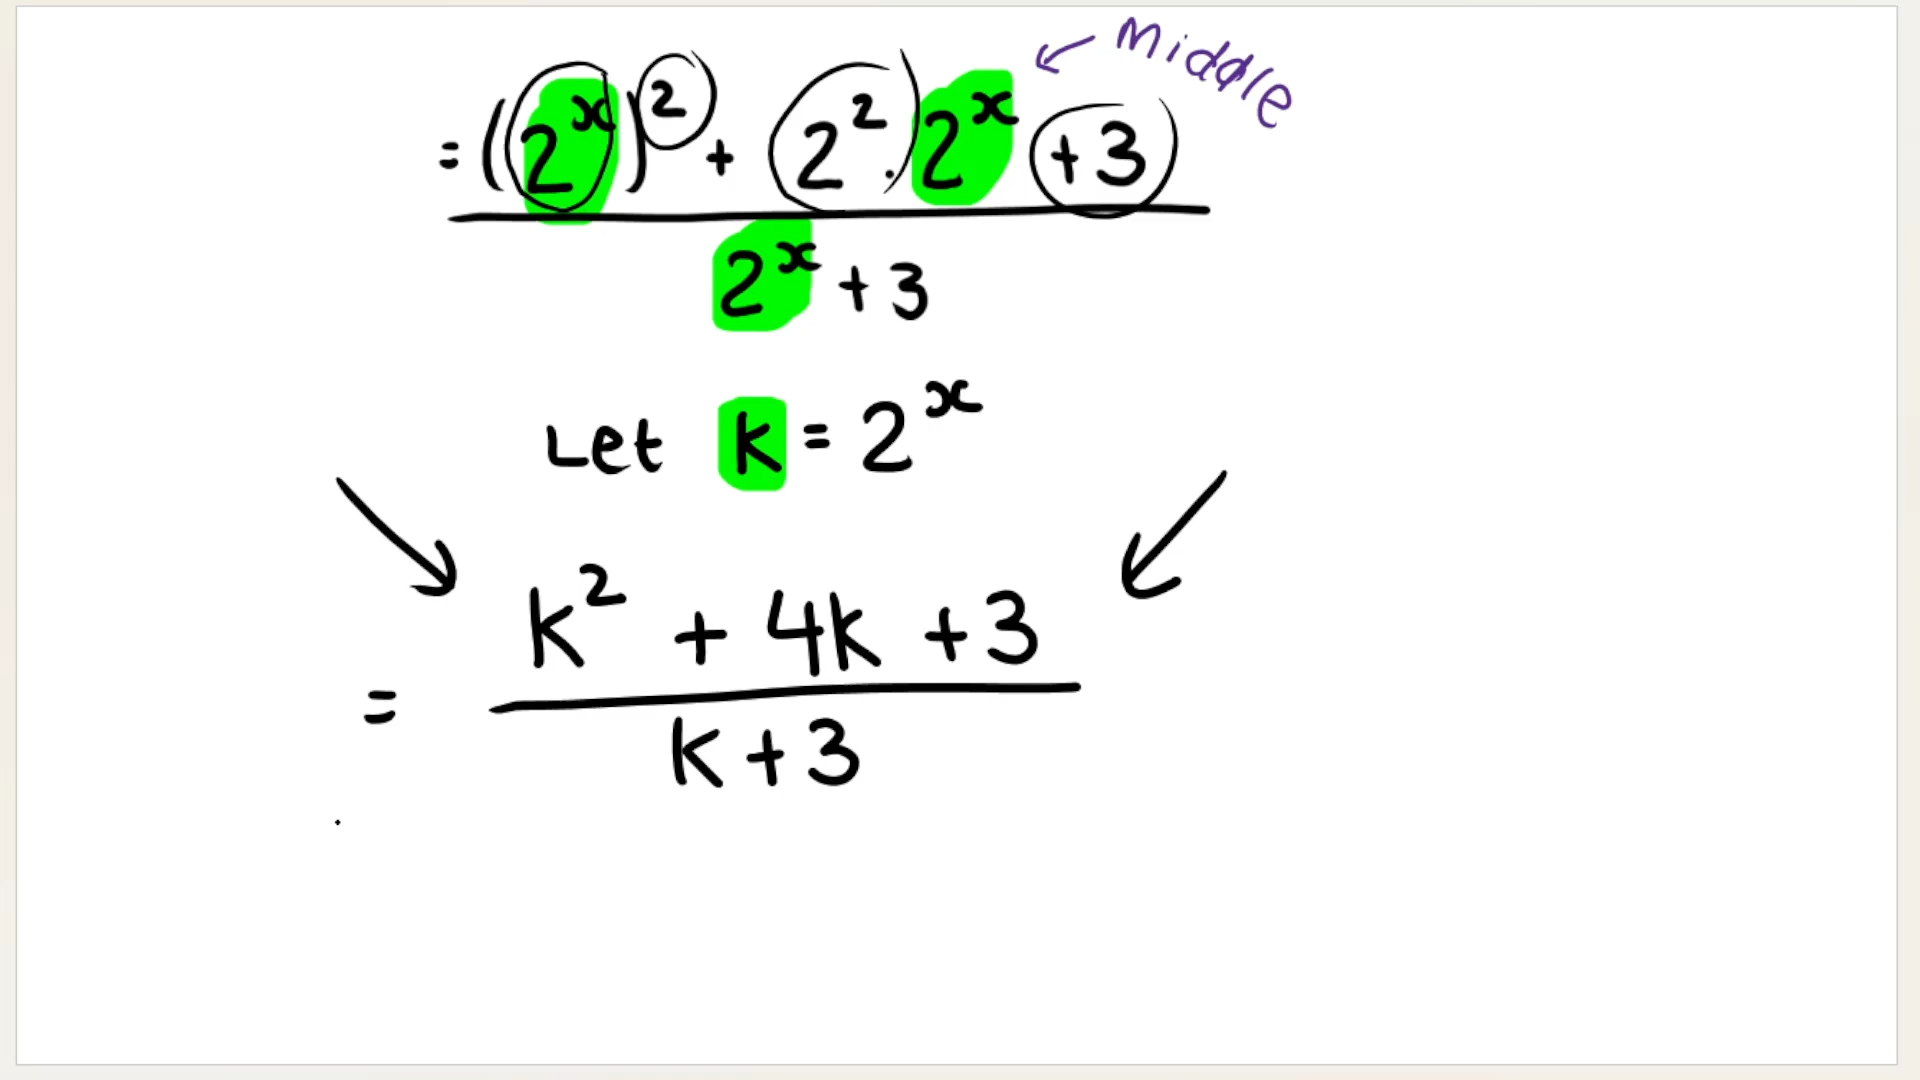 Middle
= (2^x)^2 + 2^2 . 2^x + 3
2^x + 3
Let k = 2^x
= k^2 + 4k + 3
k + 3